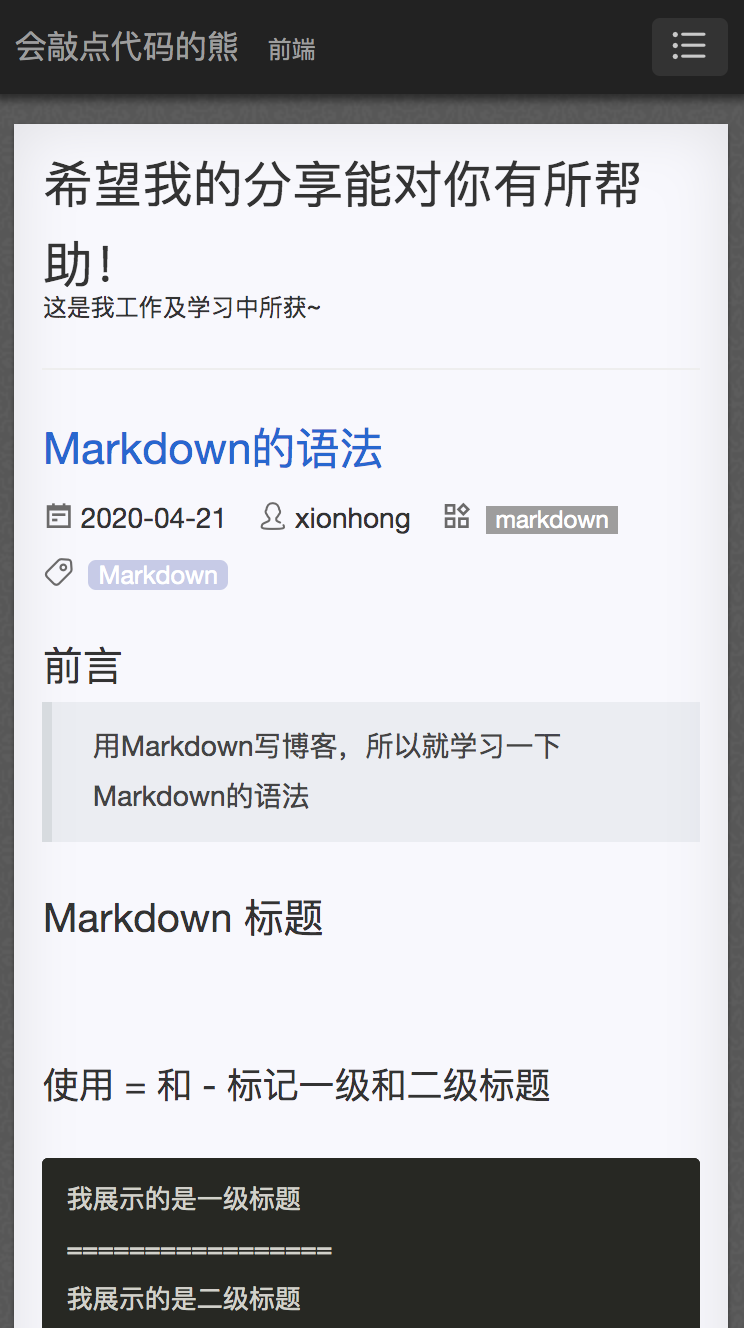 会敲点代码的熊 前端
希望我的分享能对你有所帮
助！
这是我工作及学习中所获~
Markdown的语法
2020-04-21 xionhong markdown
Markdown
前言
用Markdown写博客，所以就学习一下
Markdown的语法
Markdown 标题
使用 = 和 - 标记一级和二级标题
我展示的是一级标题
=================
我展示的是二级标题